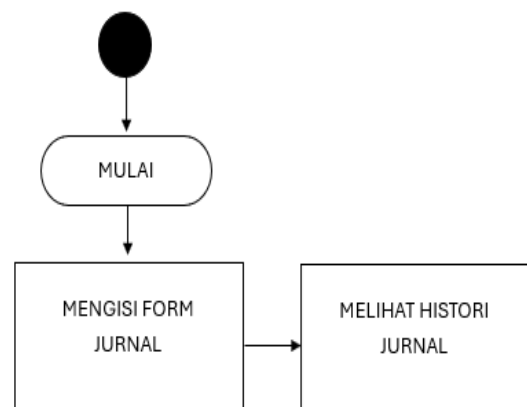 MULAI
MENGISI FORM
JURNAL
MELIHAT HISTORI
JURNAL